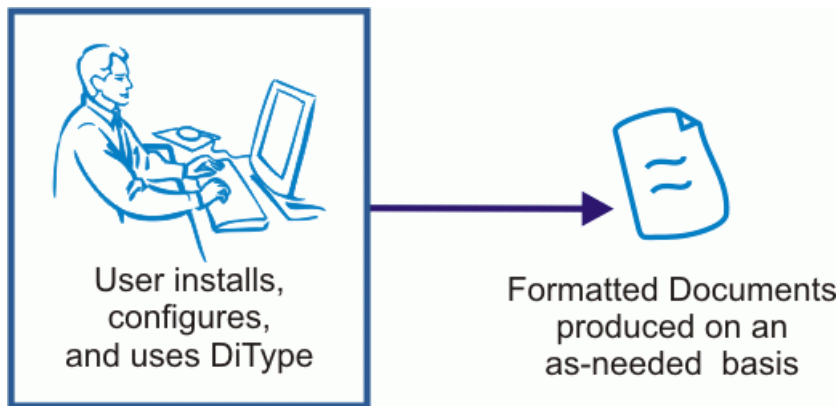 User installs,
configures,
and uses DiType
Formatted Documents
produced on an
as-needed basis